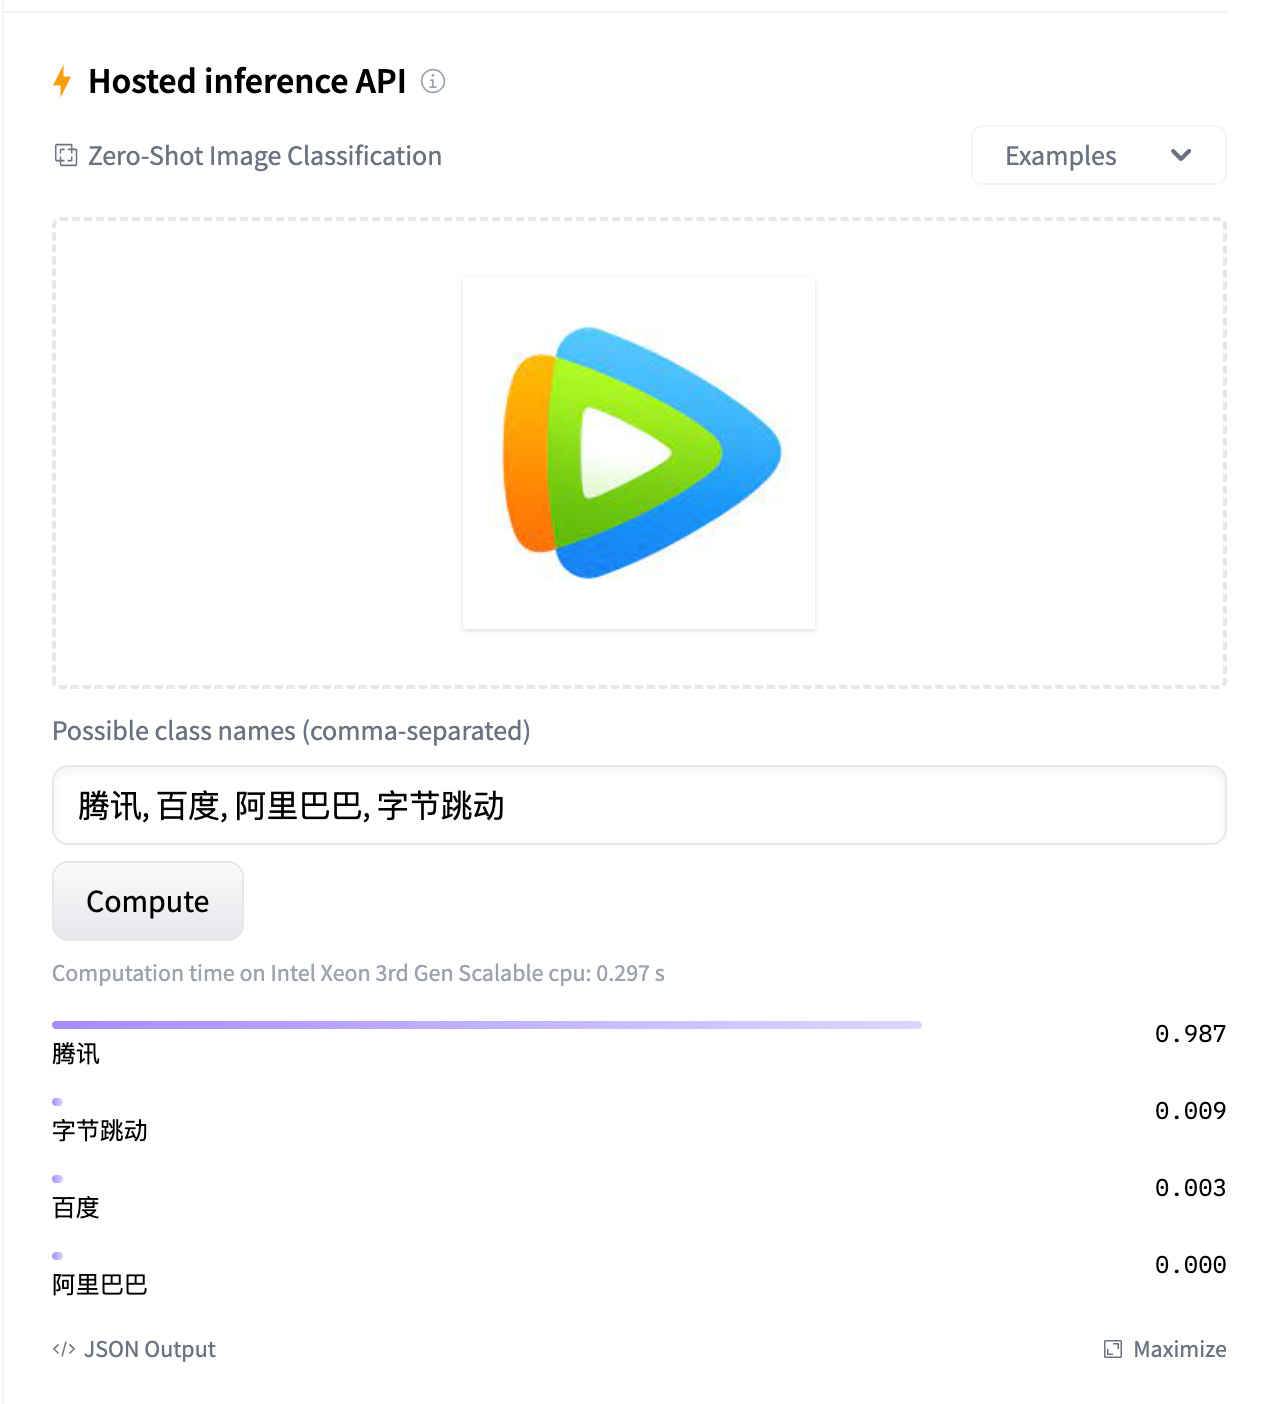 Hosted inference API
Zero-Shot Image Classification
Examples
Possible class names (comma-separated)
腾讯, 百度, 阿里巴巴, 字节跳动
Compute
Computation time on Intel Xeon 3rd Gen Scalable cpu: 0.297 s
腾讯 0.987
字节跳动 0.009
百度 0.003
阿里巴巴 0.000
</> JSON Output
Maximize